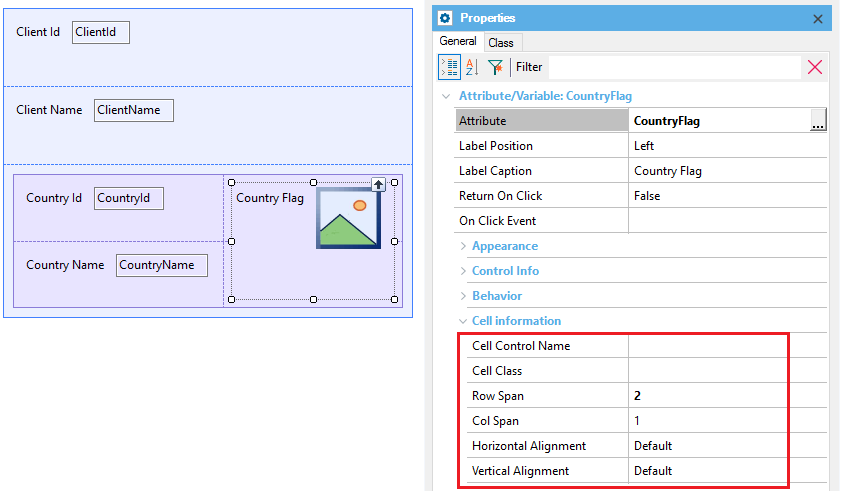 Client Id ClientId
Client Name ClientName
Country Id CountryId
Country Flag
Country Name CountryName
Properties
General Class
Filter
Attribute/Variable: CountryFlag
Attribute CountryFlag ...
Label Position Left
Label Caption Country Flag
Return On Click False
On Click Event
Appearance
Control Info
Behavior
Cell information
Cell Control Name
Cell Class
Row Span 2
Col Span 1
Horizontal Alignment Default
Vertical Alignment Default